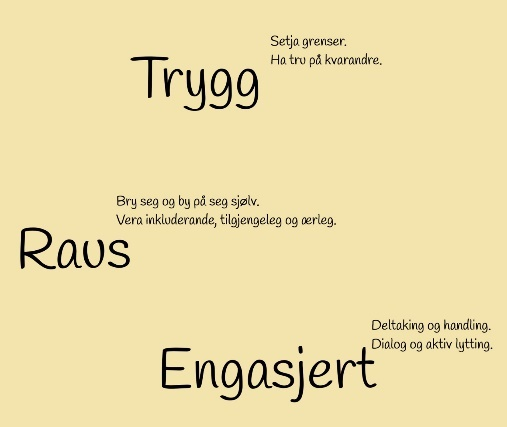 Setja grenser.
Ha tru på kvarandre.
Trygg
Bry seg og by på seg sjølv.
Vera inkluderande, tilgjengeleg og ærleg.
Raus
Deltaking og handling.
Dialog og aktiv lytting.
Engasjert